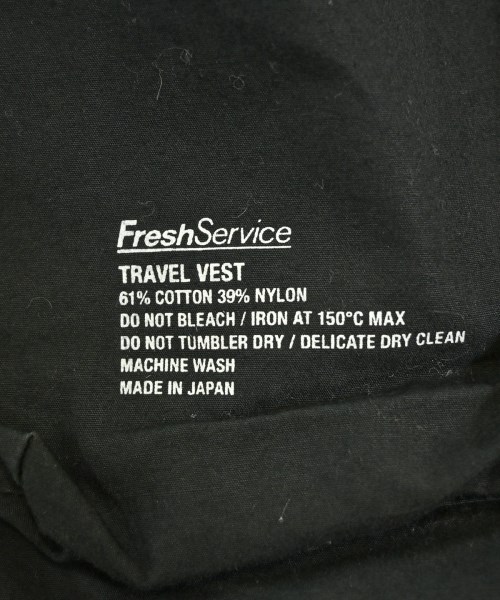 FreshService
TRAVEL VEST
61% COTTON 39% NYLON
DO NOT BLEACH / IRON AT 150°C MAX
DO NOT TUMBLER DRY / DELICATE DRY CLEAN
MACHINE WASH
MADE IN JAPAN